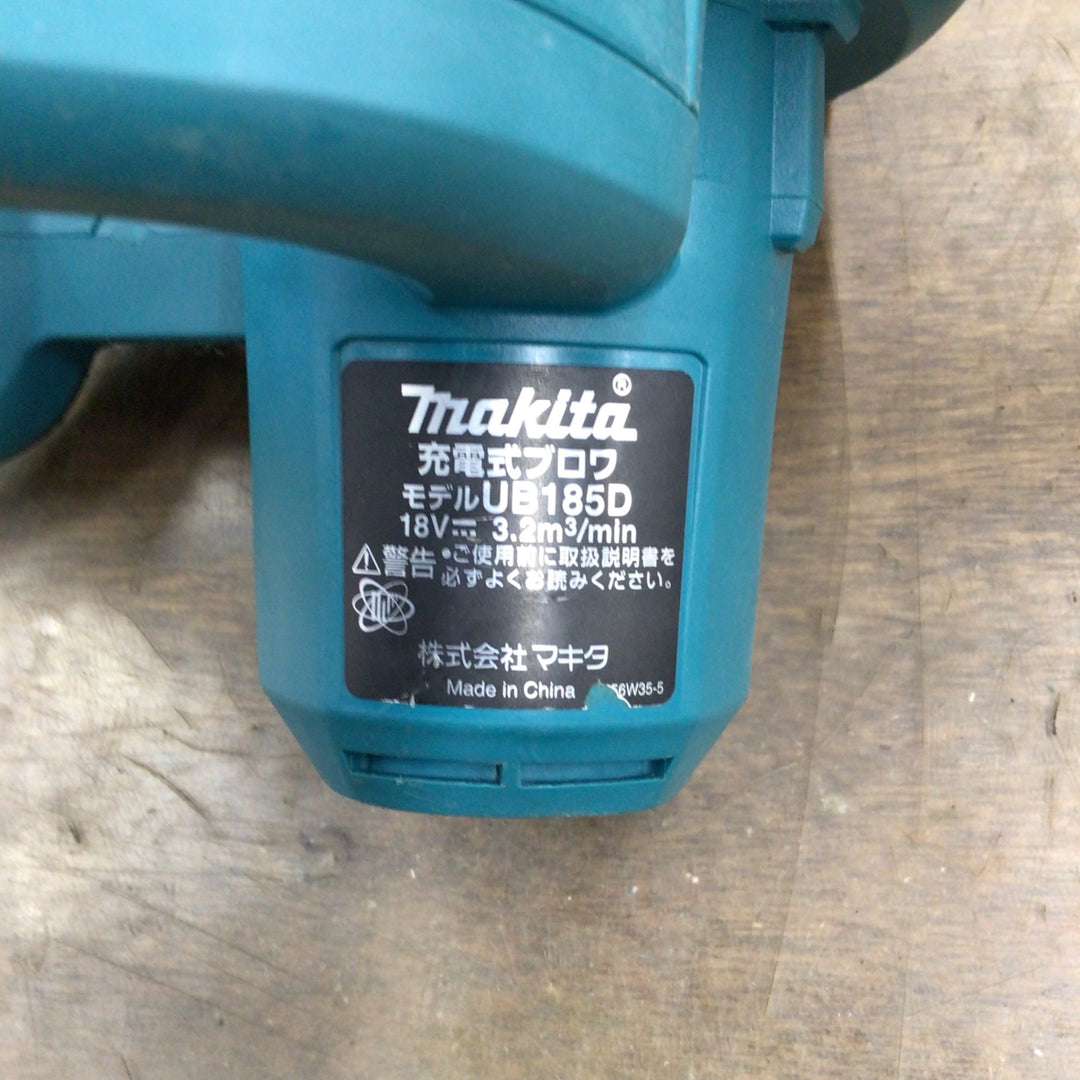 makita®
充電式ブロワ
モデルUB185D
18V⎓ 3.2m³/min
⚠警告 •ご使用前に取扱説明書を
必ずよくお読みください。
株式会社マキタ
Made in China 56W35-5